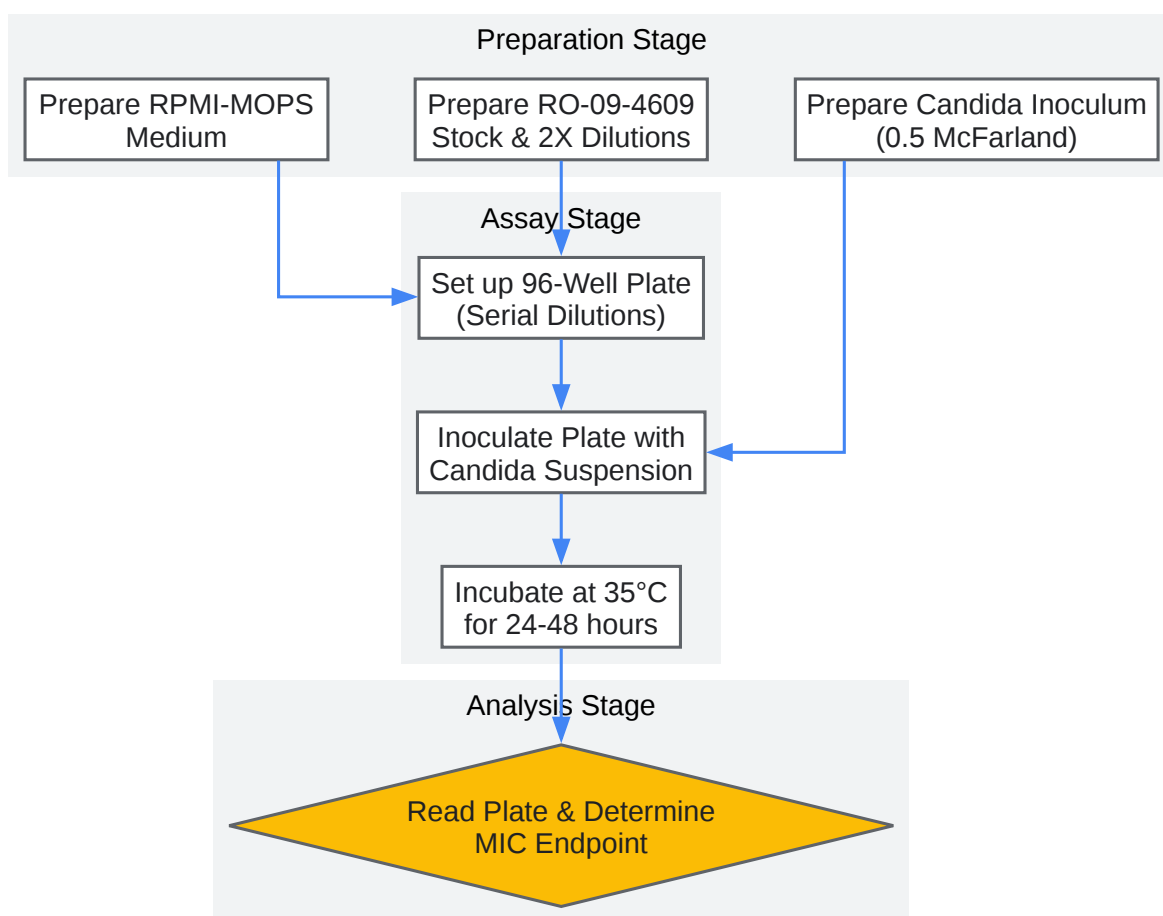 Preparation Stage
Prepare RPMI-MOPS
Medium
Prepare RO-09-4609
Stock & 2X Dilutions
Prepare Candida Inoculum
(0.5 McFarland)
Assay Stage
Set up 96-Well Plate
(Serial Dilutions)
Inoculate Plate with
Candida Suspension
Incubate at 35°C
for 24-48 hours
Analysis Stage
Read Plate & Determine
MIC Endpoint